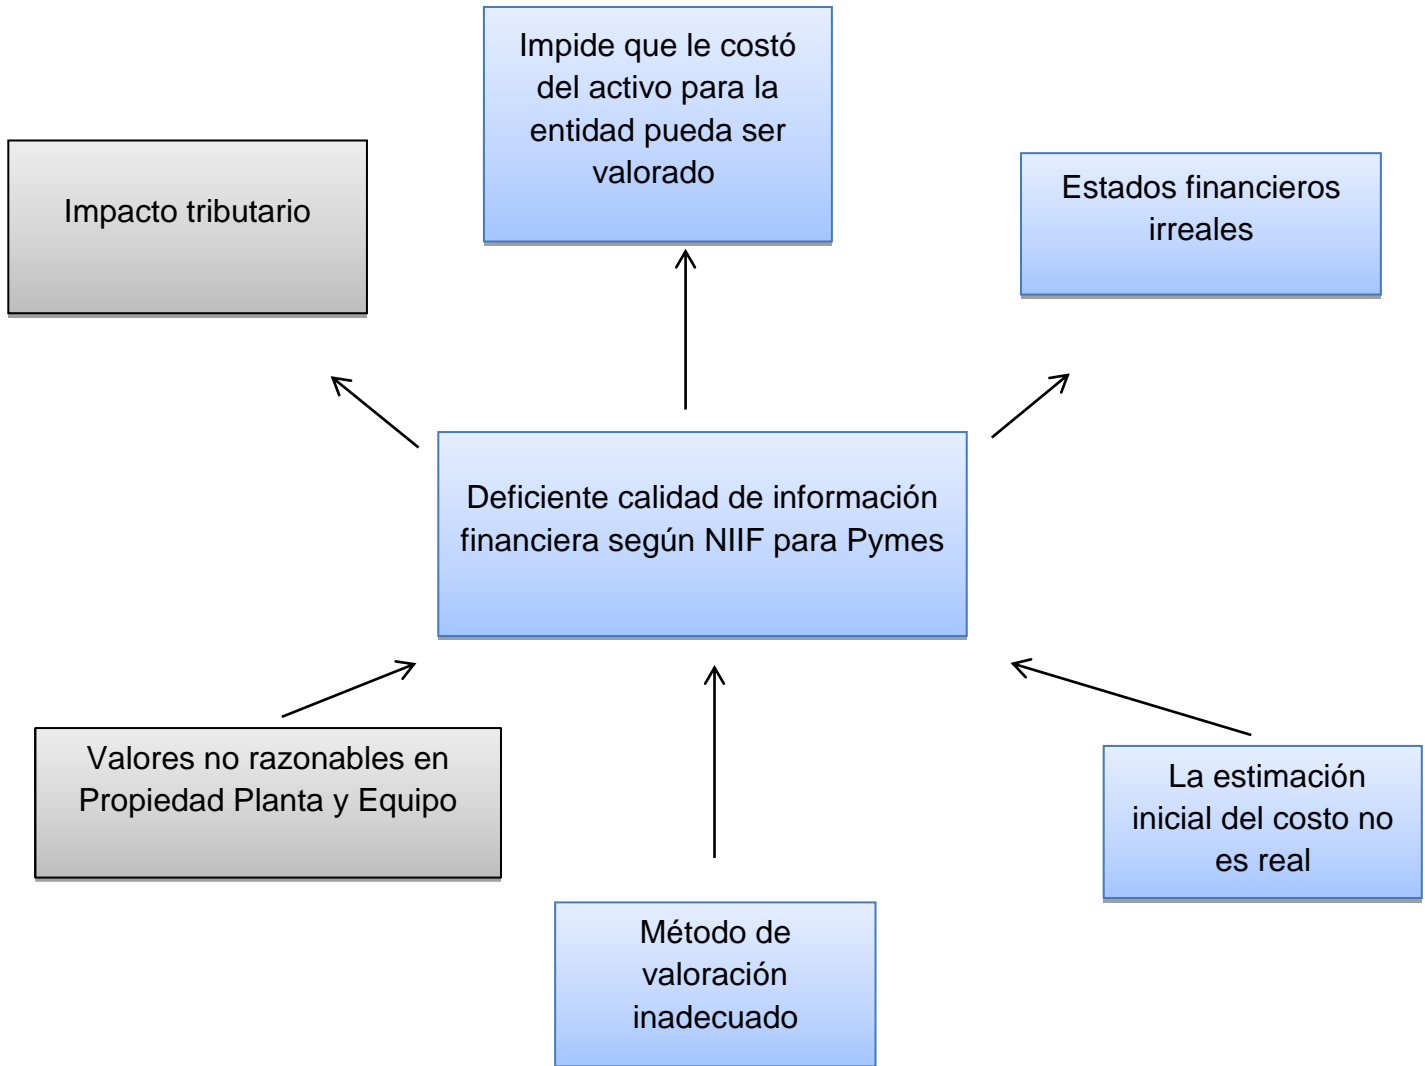 Impide que le costó
del activo para la
entidad pueda ser
valorado
Impacto tributario
Estados financieros
irreales
Deficiente calidad de información
financiera según NIIF para Pymes
Valores no razonables en
Propiedad Planta y Equipo
La estimación
inicial del costo no
es real
Método de
valoración
inadecuado